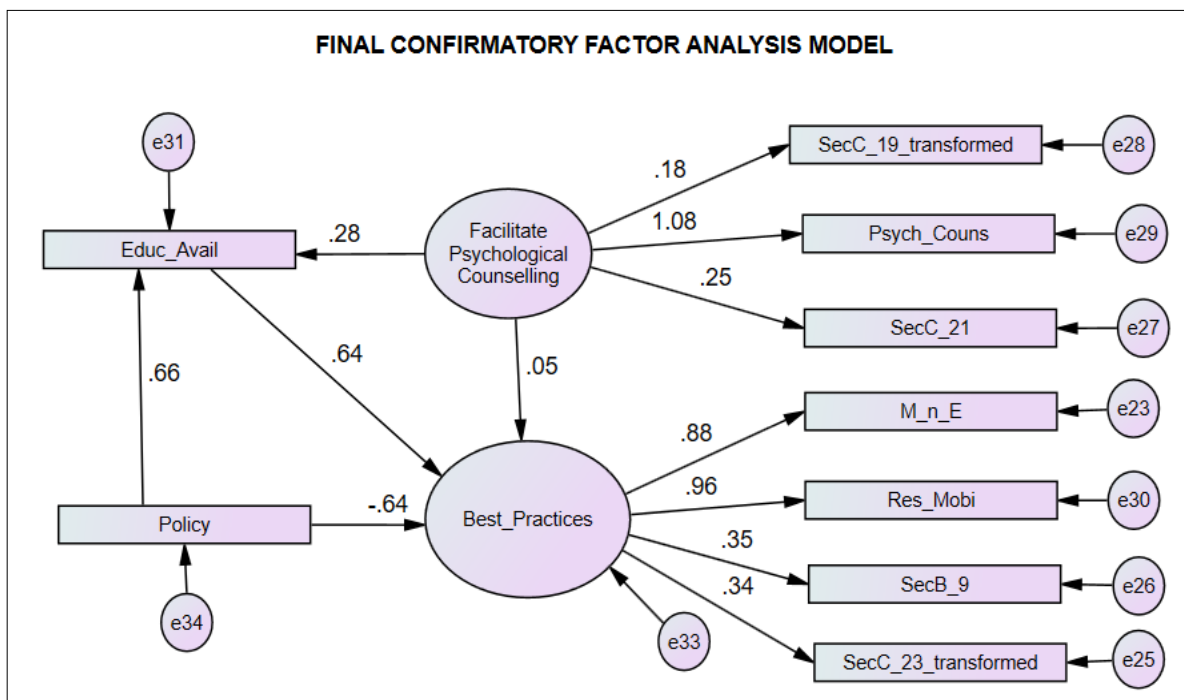 FINAL CONFIRMATORY FACTOR ANALYSIS MODEL
e31
SecC_19_transformed
e28
.18
Educ_Avail
.28
Facilitate
Psychological
Counselling
1.08
Psych_Couns
e29
.25
SecC_21
e27
.66
.64
.05
M_n_E
e23
.88
Policy
-.64
Best_Practices
.96
Res_Mobi
e30
.35
SecB_9
e26
.34
e34
e33
SecC_23_transformed
e25